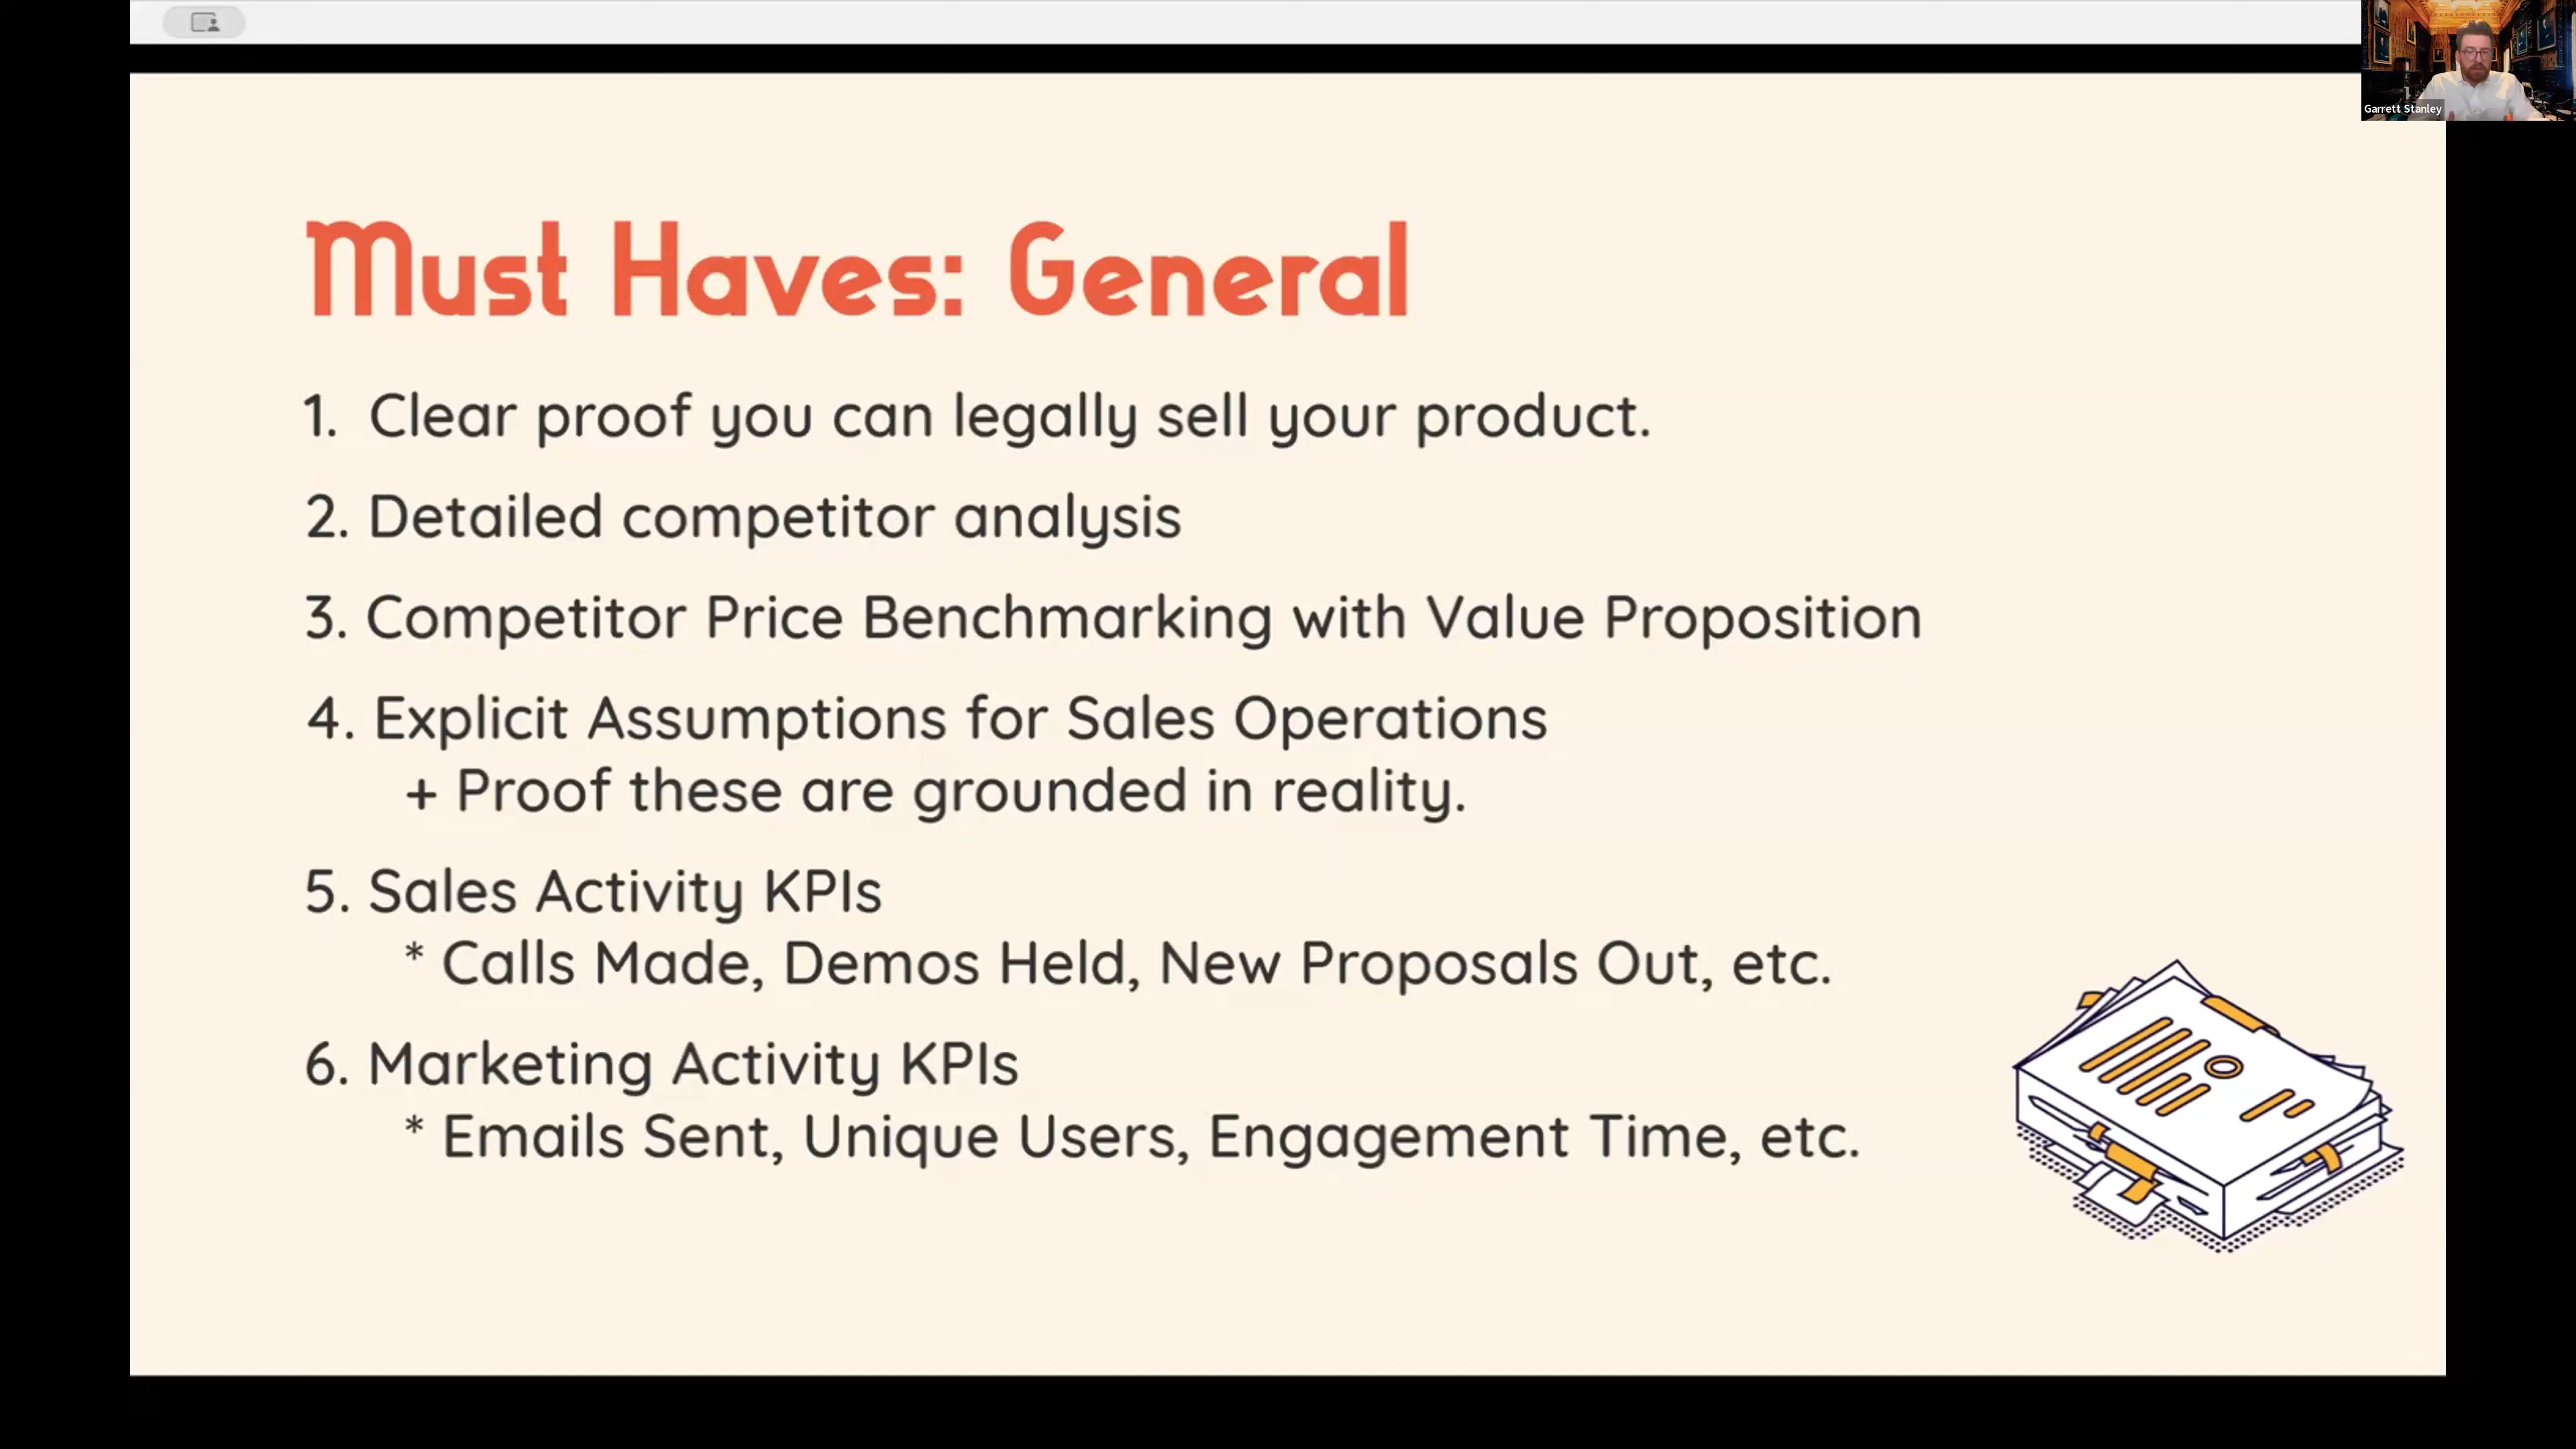 Garrett Stanley
Must Haves: General
1. Clear proof you can legally sell your product.
2. Detailed competitor analysis
3. Competitor Price Benchmarking with Value Proposition
4. Explicit Assumptions for Sales Operations
+ Proof these are grounded in reality.
5. Sales Activity KPIs
* Calls Made, Demos Held, New Proposals Out, etc.
6. Marketing Activity KPIs
* Emails Sent, Unique Users, Engagement Time, etc.